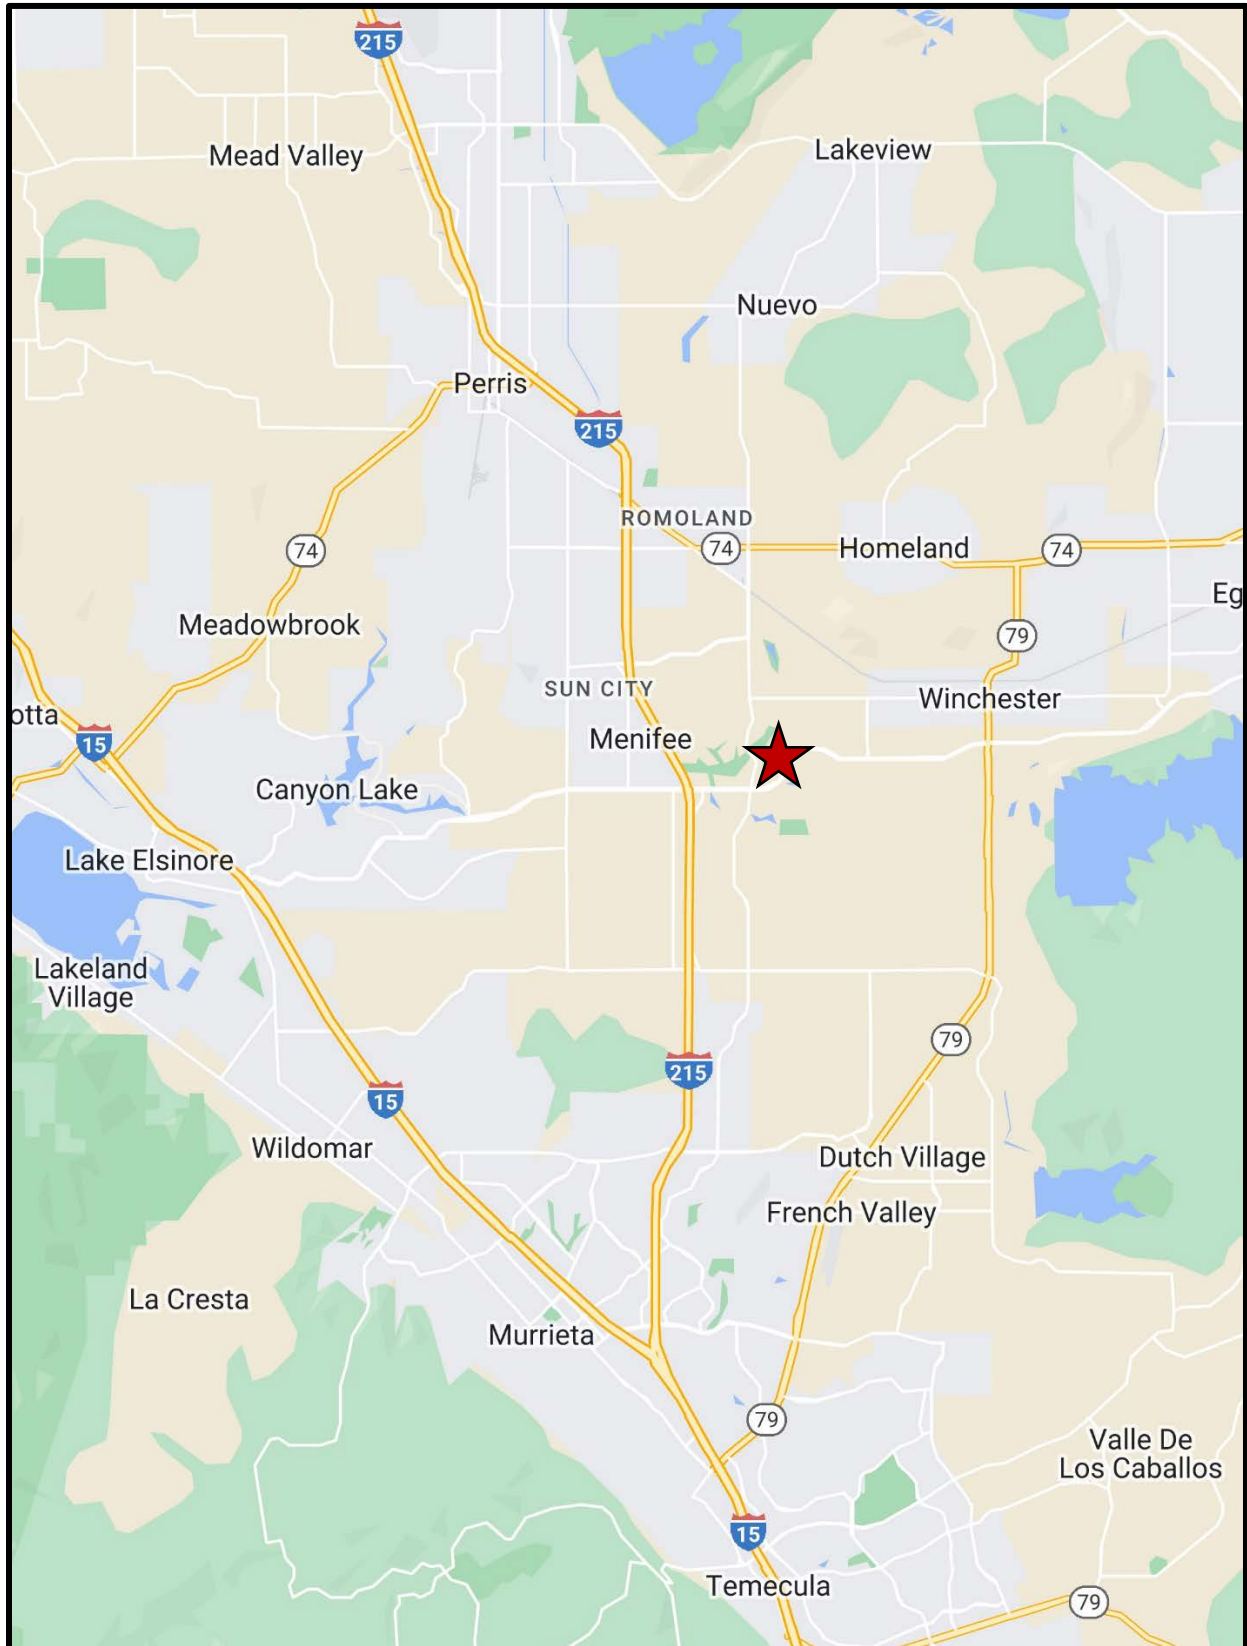 215
Mead Valley
Lakeview
Nuevo
Perris
215
ROMOLAND
74
74
Homeland
74
Eg
Meadowbrook
79
SUN CITY
Winchester
otta
15
Menifee
Canyon Lake
Lake Elsinore
Lakeland
Village
79
215
15
Wildomar
Dutch Village
French Valley
La Cresta
Murrieta
79
Valle De
Los Caballos
15
Temecula
79